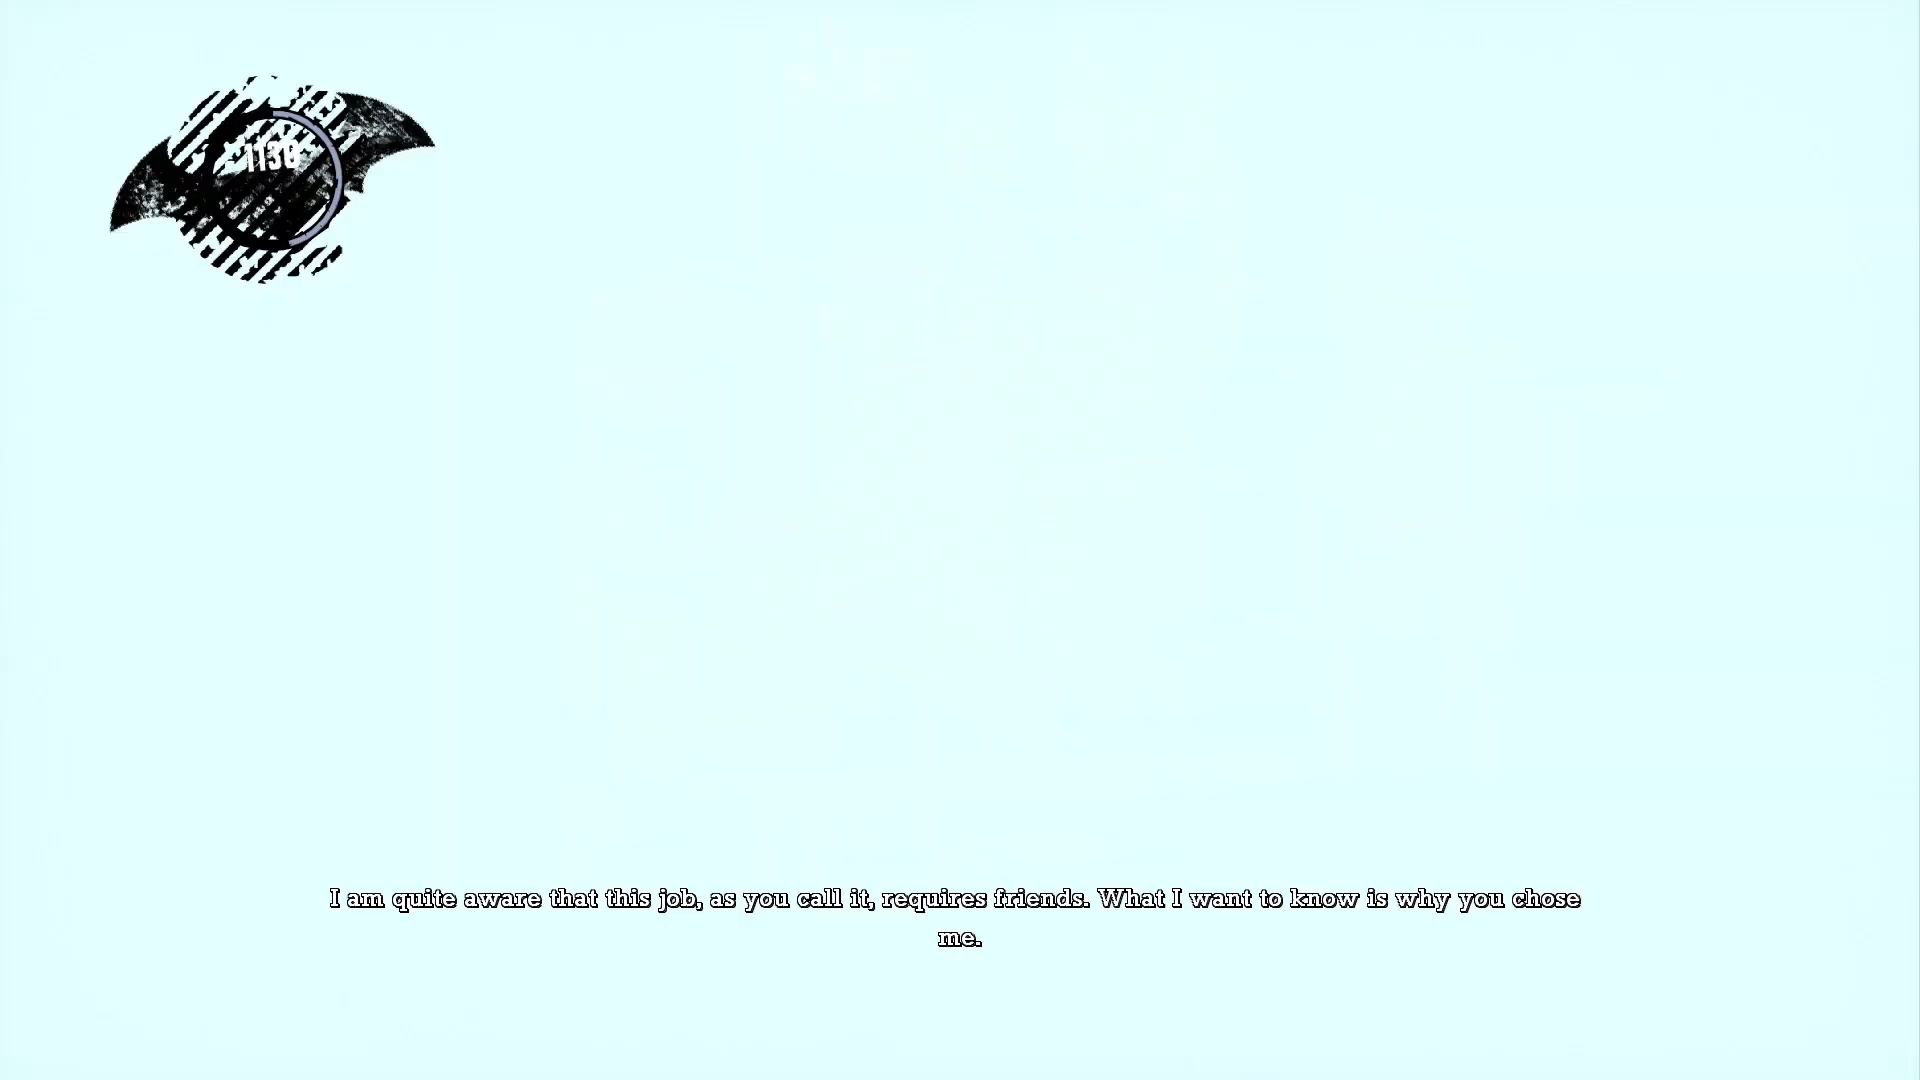 1130
I am quite aware that this job, as you call it, requires friends. What I want to know is why you chose
me.